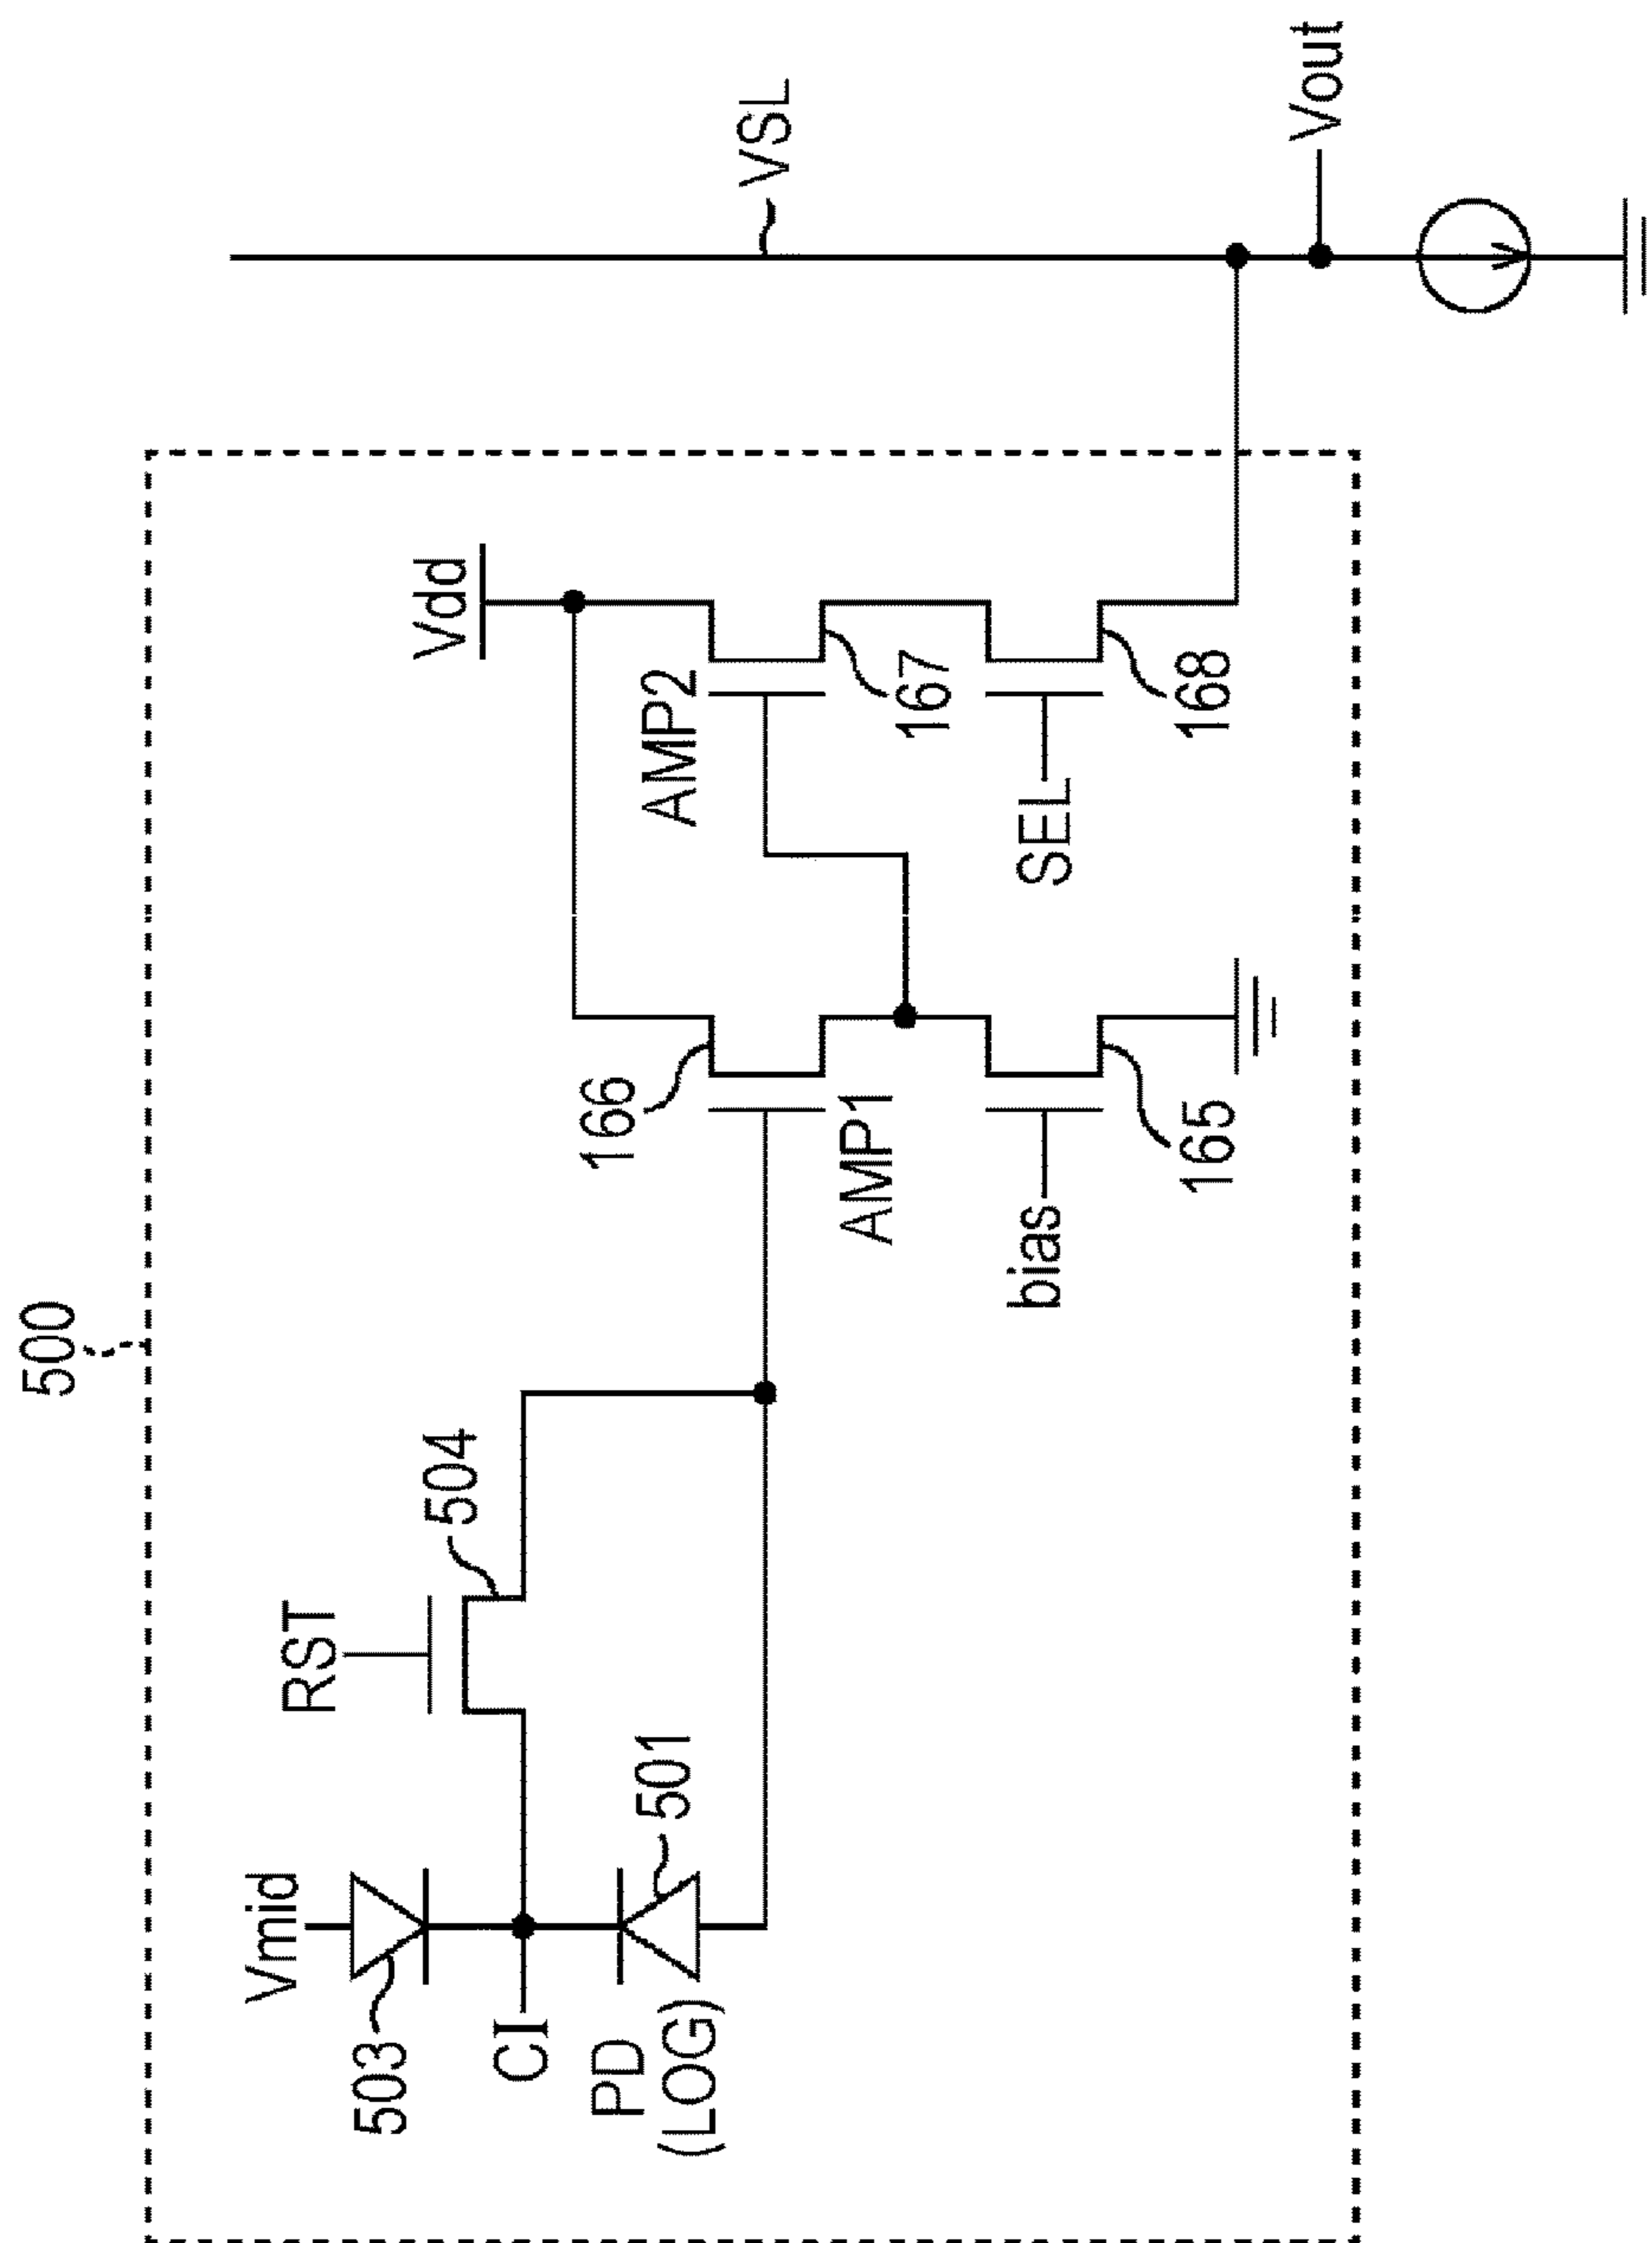 500
Vmid
503
CI
PD
(LOG)
501
RST
504
166
AMP1
bias
165
Vdd
AMP2
167
SEL
168
VSL
Vout